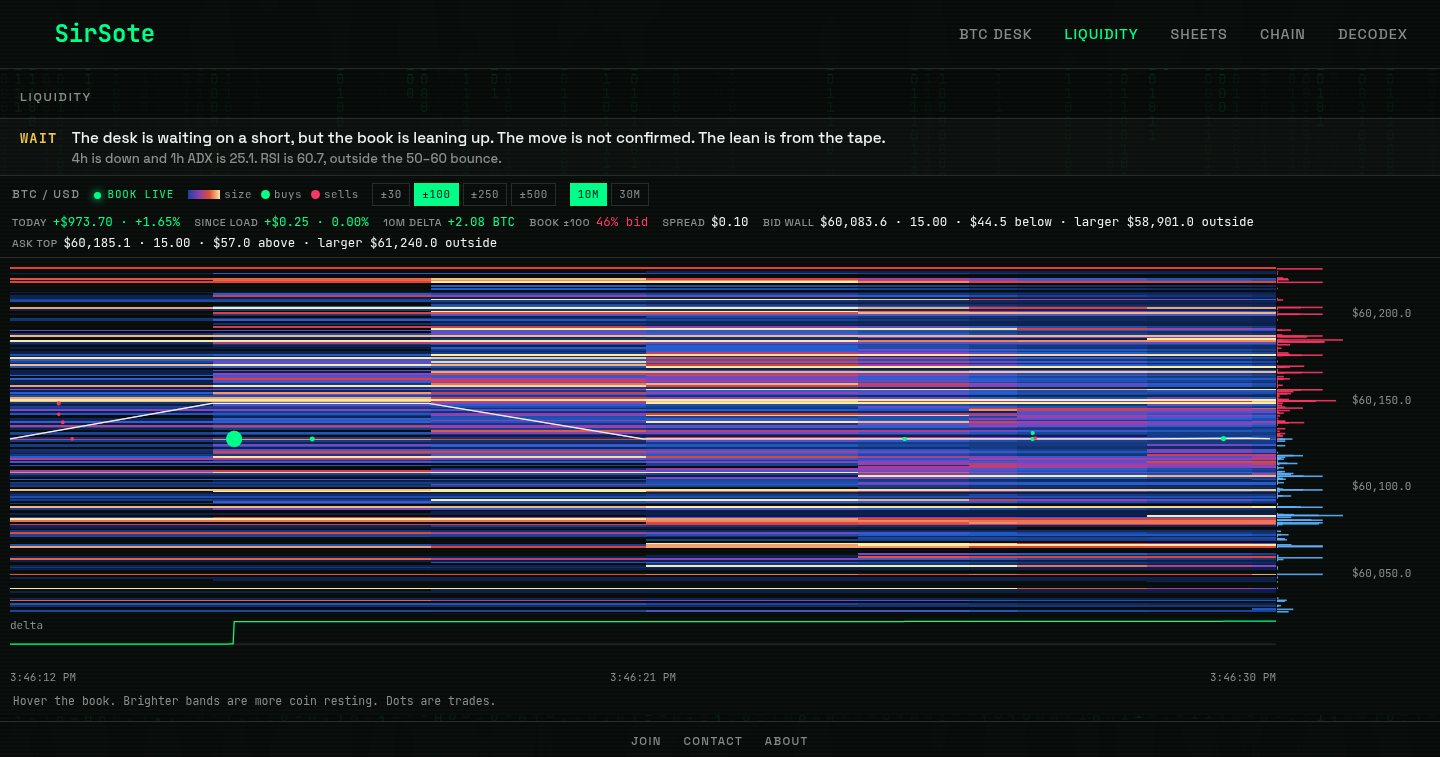 SirSote
BTC DESK LIQUIDITY SHEETS CHAIN DECODEX
LIQUIDITY
WAIT The desk is waiting on a short, but the book is leaning up. The move is not confirmed. The lean is from the tape.
4h is down and 1h ADX is 25.1. RSI is 60.7, outside the 50–60 bounce.
BTC / USD BOOK LIVE size buys sells ±30 ±100 ±250 ±500 10M 30M
TODAY +$973.70 · +1.65% SINCE LOAD +$0.25 · 0.00% 10M DELTA +2.08 BTC BOOK ±100 46% bid SPREAD $0.10 BID WALL $60,083.6 · 15.00 · $44.5 below · larger $58,901.0 outside
ASK TOP $60,185.1 · 15.00 · $57.0 above · larger $61,240.0 outside
$60,200.0
$60,150.0
$60,100.0
$60,050.0
delta
3:46:12 PM 3:46:21 PM 3:46:30 PM
Hover the book. Brighter bands are more coin resting. Dots are trades.
JOIN CONTACT ABOUT